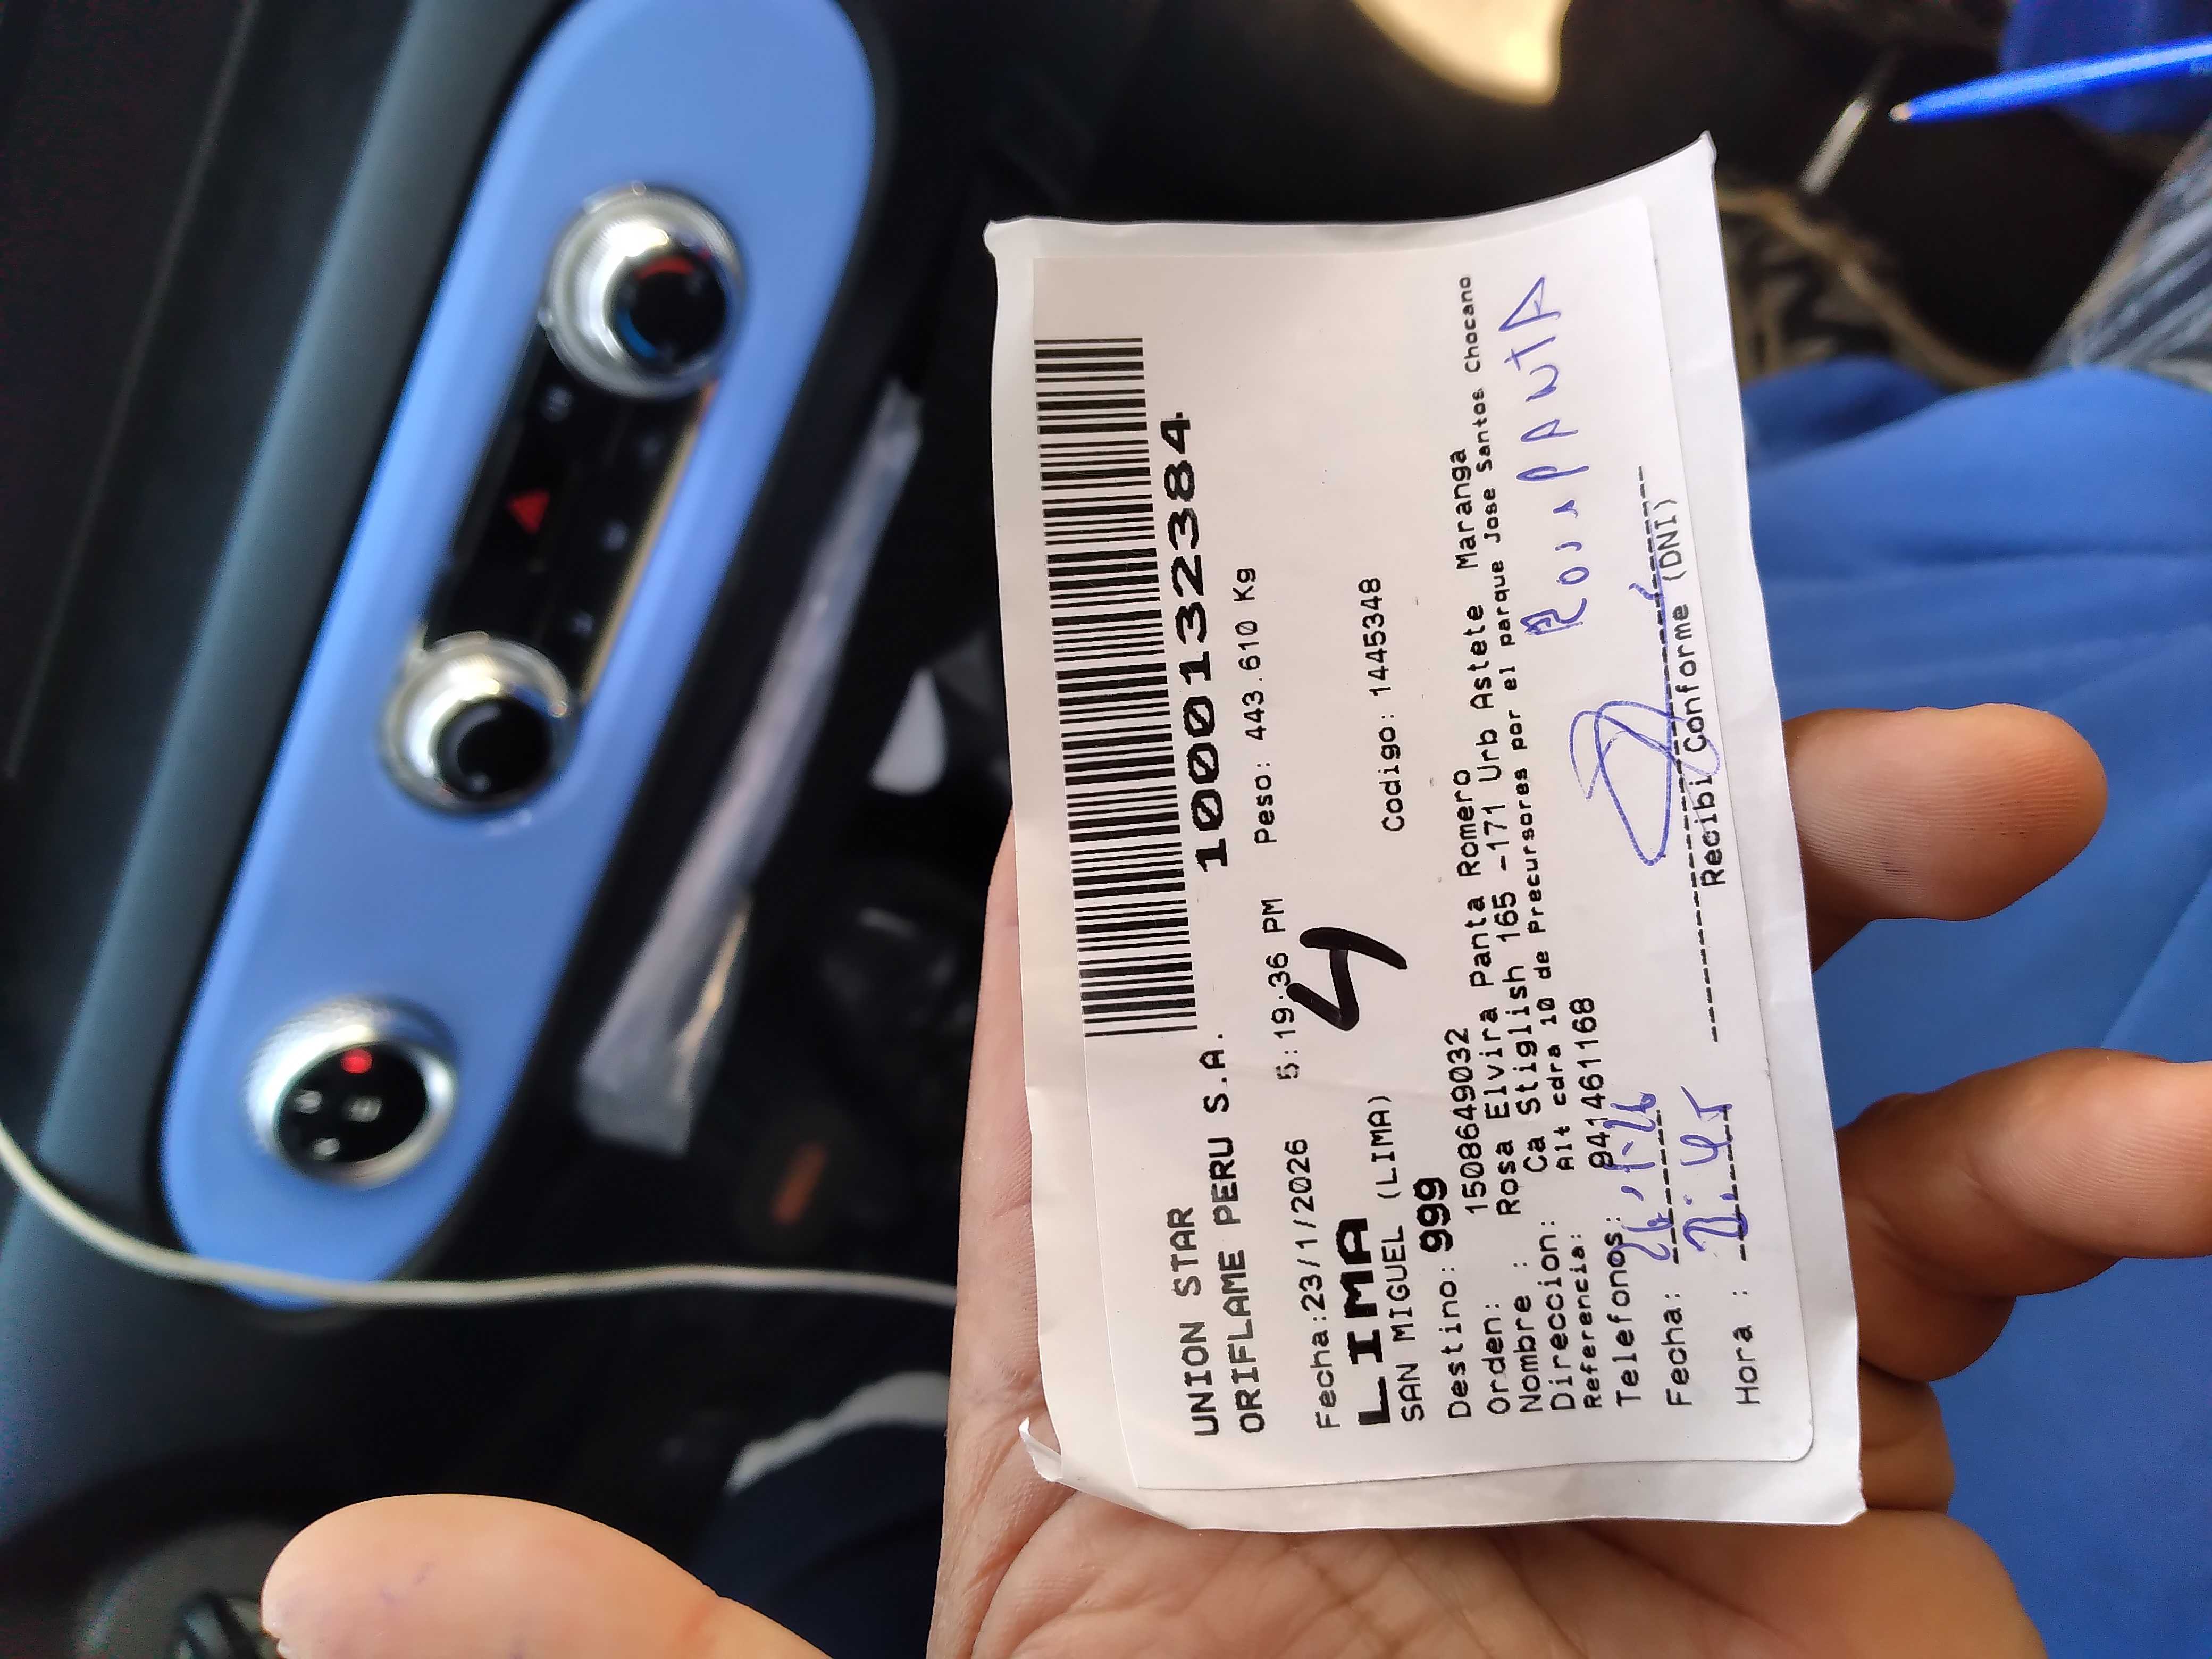 UNION STAR
ORIFLAME PERU S.A.
1000132384
Fecha:23/1/2026 5:19:36 PM Peso: 443.610 Kg
LIMA
4
SAN MIGUEL (LIMA) Codigo: 1445348
Destino: 999
Orden: 1508649032
Nombre : Rosa Elvira Panta Romero
Direccion: Ca Stiglish 165 -171 Urb Astete Maranga
Referencia: Alt cdra 10 de Precursores por el parque Jose Santos Chocano
Telefonos: 941461168
Rosa PANTA
Fecha: 26-1-26
Hora :
Recibi Conforme (DNI)